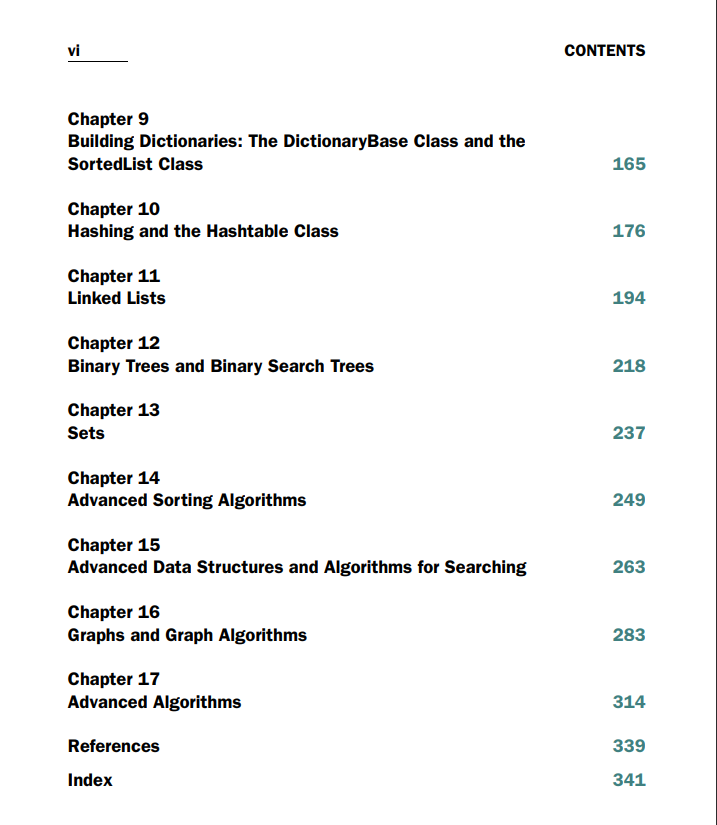 vi CONTENTS
Chapter 9
Building Dictionaries: The DictionaryBase Class and the
SortedList Class 165
Chapter 10
Hashing and the Hashtable Class 176
Chapter 11
Linked Lists 194
Chapter 12
Binary Trees and Binary Search Trees 218
Chapter 13
Sets 237
Chapter 14
Advanced Sorting Algorithms 249
Chapter 15
Advanced Data Structures and Algorithms for Searching 263
Chapter 16
Graphs and Graph Algorithms 283
Chapter 17
Advanced Algorithms 314
References 339
Index 341